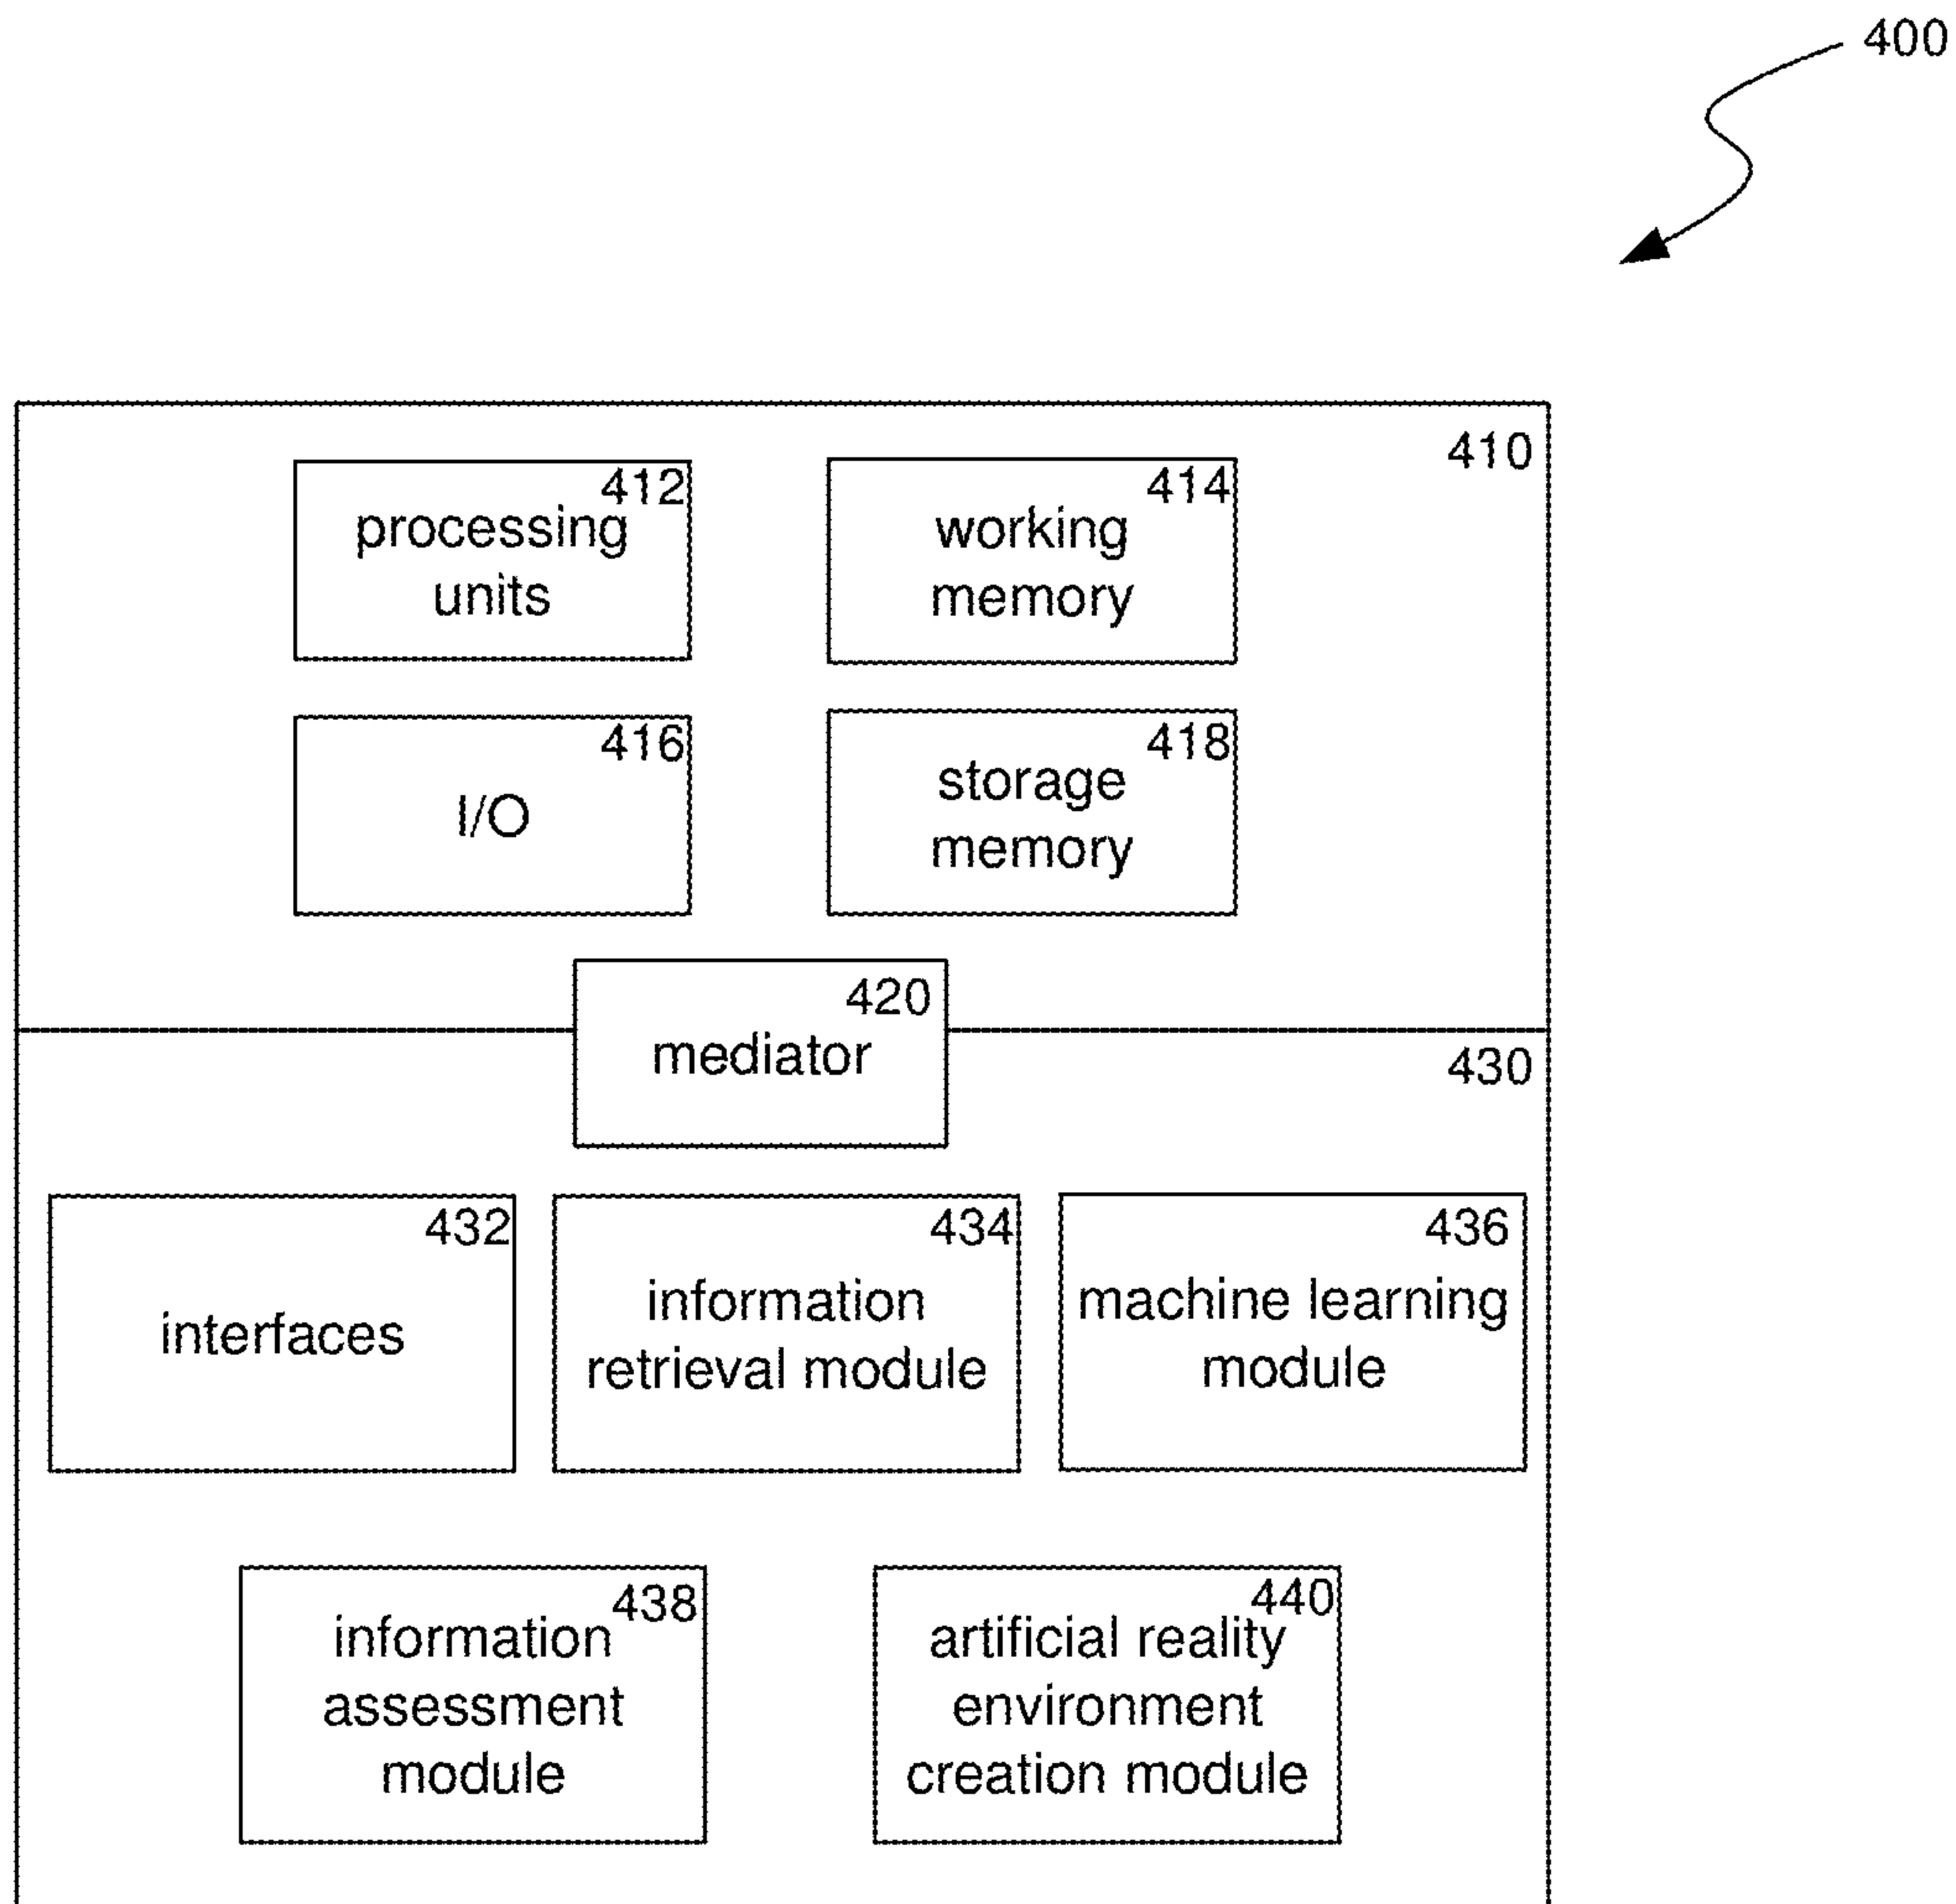 400
410
412
processing
units
414
working
memory
416
I/O
418
storage
memory
420
mediator
430
432
interfaces
434
information
retrieval module
436
machine learning
module
438
information
assessment
module
440
artificial reality
environment
creation module